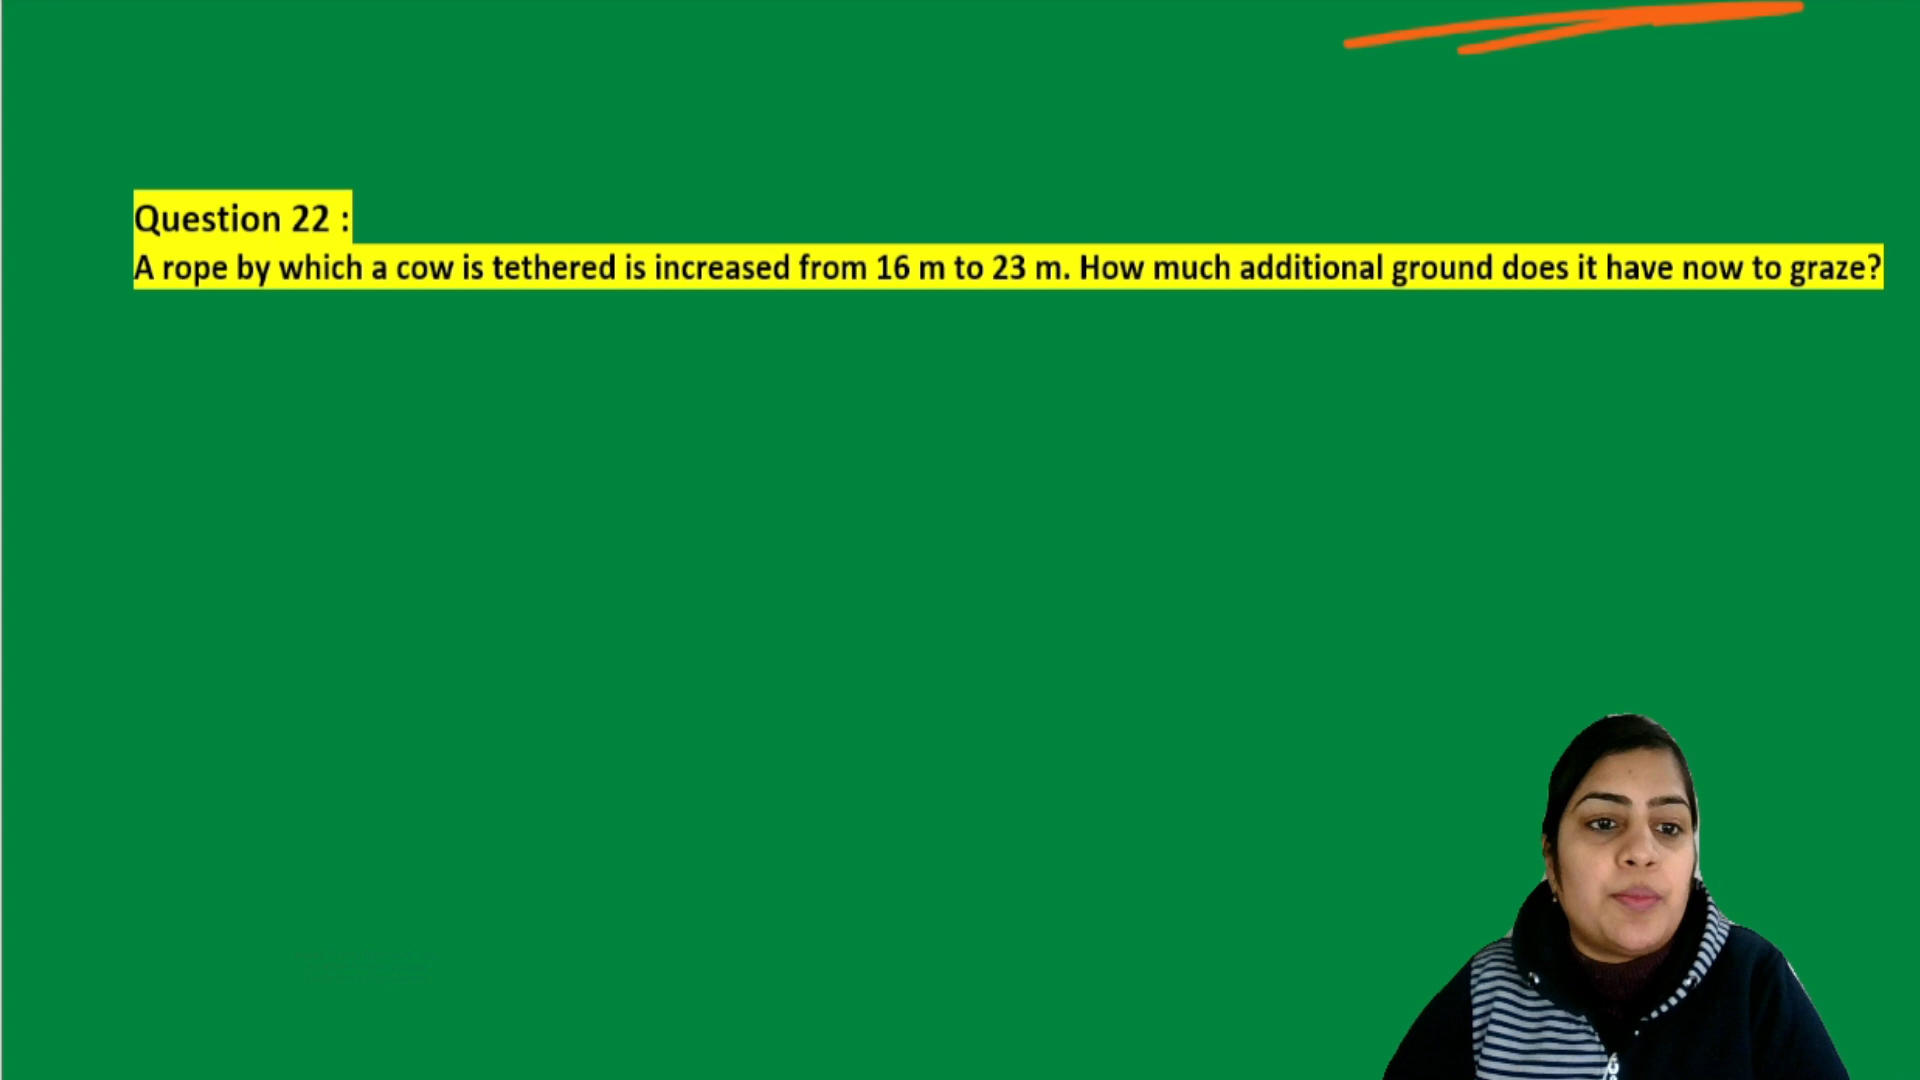 Question 22 :
A rope by which a cow is tethered is increased from 16 m to 23 m. How much additional ground does it have now to graze?